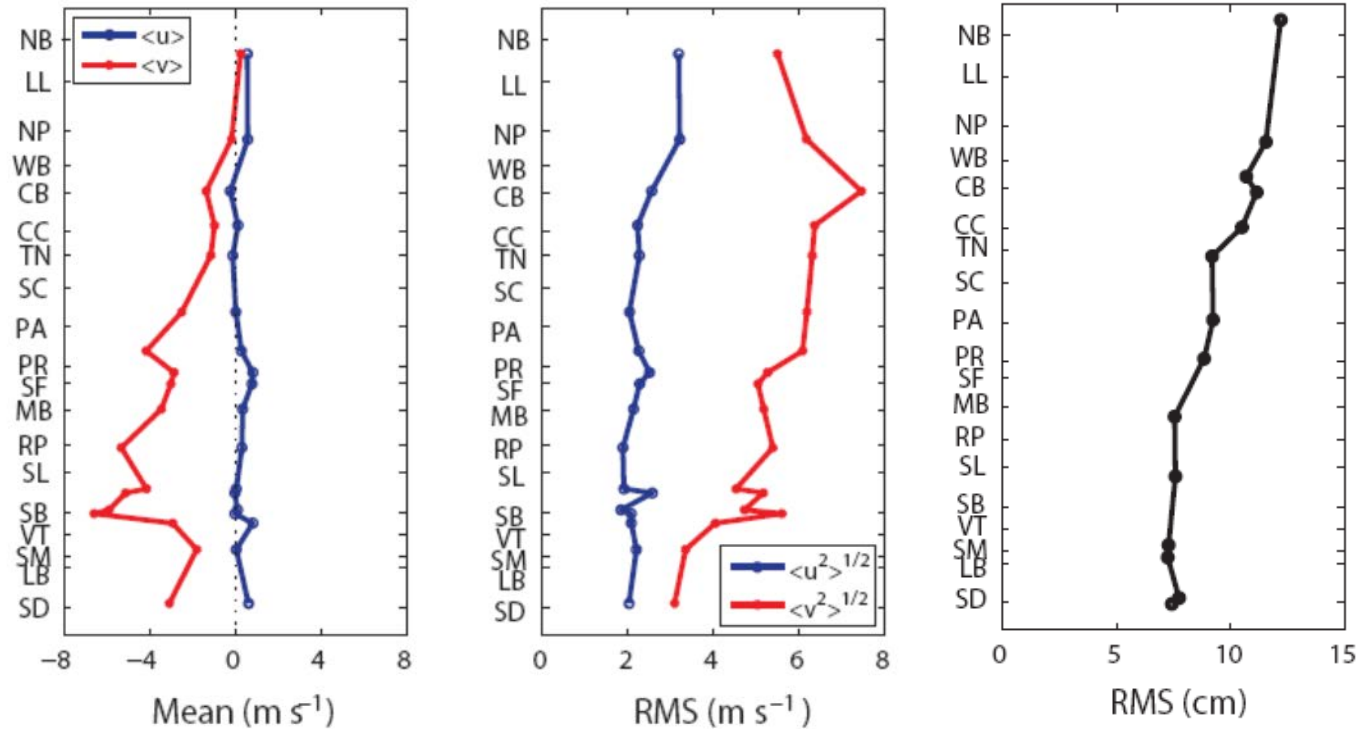 <u>
<v>
NB
LL
NP
WB
CB
CC
TN
SC
PA
PR
SF
MB
RP
SL
SB
VT
SM
LB
SD
−8 −4 0 4 8
Mean (m s⁻¹)
NB
LL
NP
WB
CB
CC
TN
SC
PA
PR
SF
MB
RP
SL
SB
VT
SM
LB
SD
<u²>^1/2
<v²>^1/2
0 2 4 6 8
RMS (m s⁻¹)
NB
LL
NP
WB
CB
CC
TN
SC
PA
PR
SF
MB
RP
SL
SB
VT
SM
LB
SD
0 5 10 15
RMS (cm)